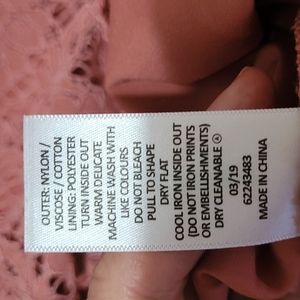 OUTER: NYLON /
VISCOSE / COTTON
LINING: POLYESTER
TURN INSIDE OUT
WARM DELICATE
MACHINE WASH WITH
LIKE COLOURS
DO NOT BLEACH
PULL TO SHAPE
DRY FLAT
COOL IRON INSIDE OUT
(DO NOT IRON PRINTS
OR EMBELLISHMENTS)
DRY CLEANABLE Ⓐ
03/19
62243483
MADE IN CHINA